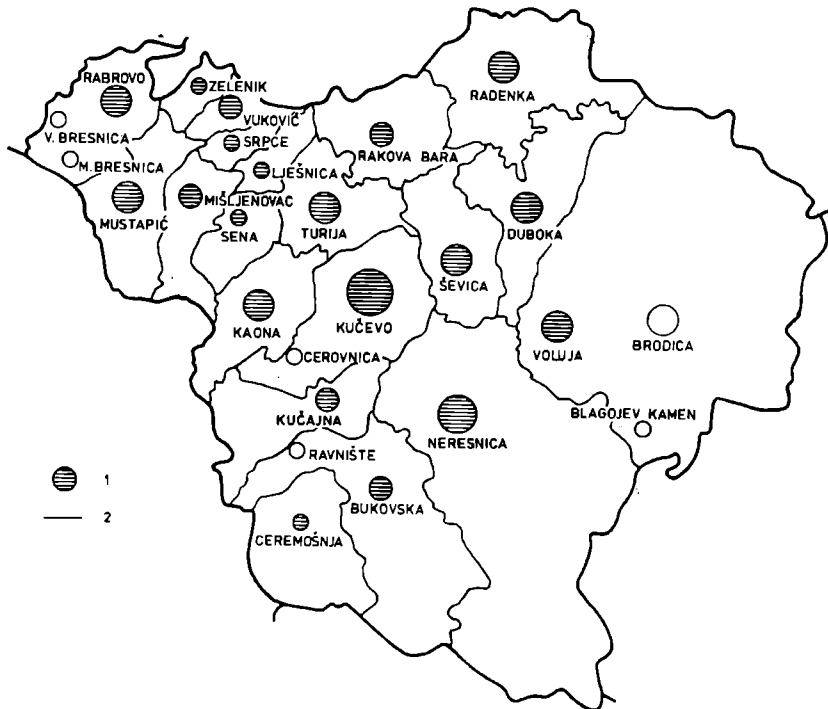 RABROVO
ZELENIK
VUKOVIČ
RADENKA
V. BRESNICA
SRPCE
RAKOVA BARA
M. BRESNICA
LJEŠNICA
MIŠLJENOVAC
MUSTAPIĆ
SENA
TURIJA
DUBOKA
ŠEVICA
KAONA
KUČEVO
VOLUJA
BRODICA
CEROVNICA
BLAGOJEV KAMEN
KUČAJNA
NERESNICA
RAVNIŠTE
1
BUKOVSKA
2
CEREMOŠNJA